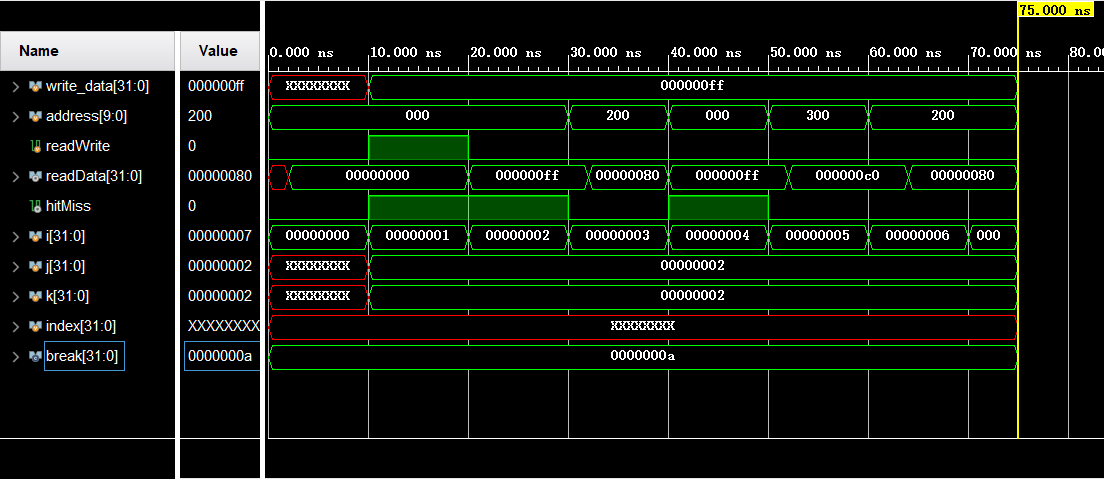 75.000 ns
Name Value 0.000 ns 10.000 ns 20.000 ns 30.000 ns 40.000 ns 50.000 ns 60.000 ns 70.000 ns 80.0
write_data[31:0] 000000ff XXXXXXXX 000000ff
address[9:0] 200 000 200 000 300 200
readWrite 0
readData[31:0] 00000080 00000000 000000ff 00000080 000000ff 000000c0 00000080
hitMiss 0
i[31:0] 00000007 00000000 00000001 00000002 00000003 00000004 00000005 00000006 000
j[31:0] 00000002 XXXXXXXX 00000002
k[31:0] 00000002 XXXXXXXX 00000002
index[31:0] XXXXXXXX XXXXXXXX
break[31:0] 0000000a 0000000a